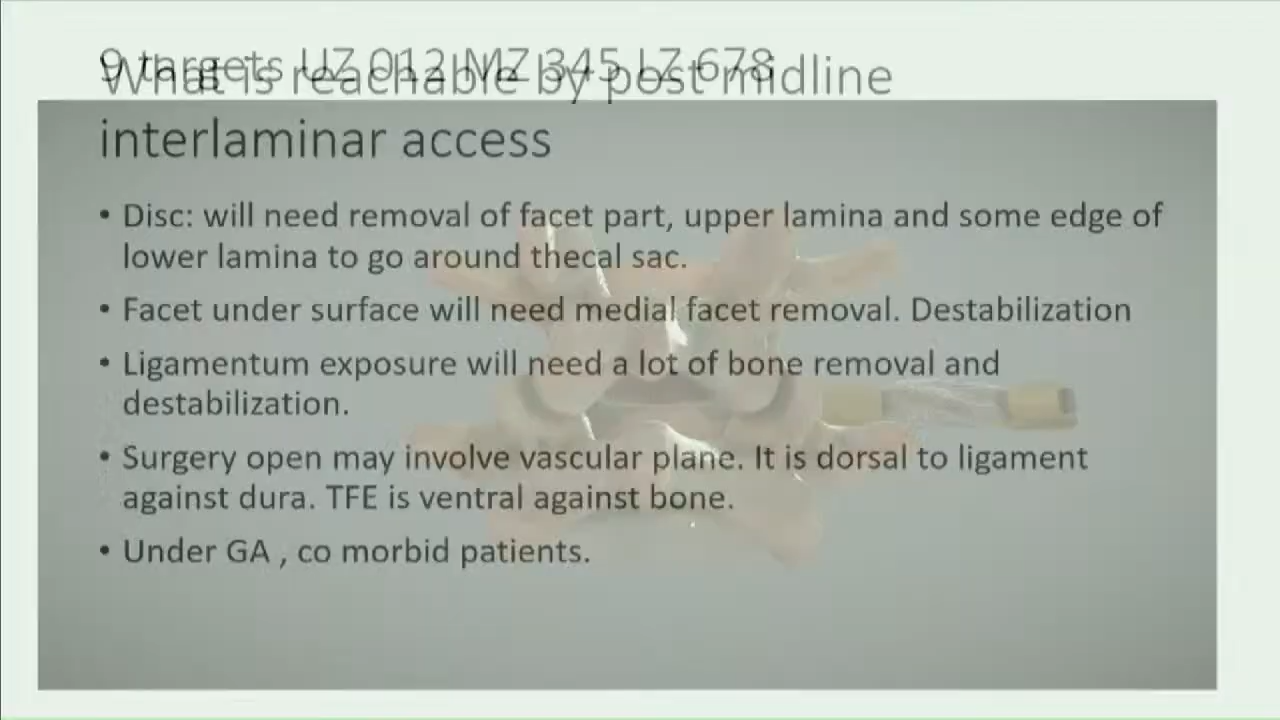 9 targets UZ 012 MZ 345 LZ 678
What is reachable by post midline
interlaminar access
• Disc: will need removal of facet part, upper lamina and some edge of
lower lamina to go around thecal sac.
• Facet under surface will need medial facet removal. Destabilization
• Ligamentum exposure will need a lot of bone removal and
destabilization.
• Surgery open may involve vascular plane. It is dorsal to ligament
against dura. TFE is ventral against bone.
• Under GA , co morbid patients.